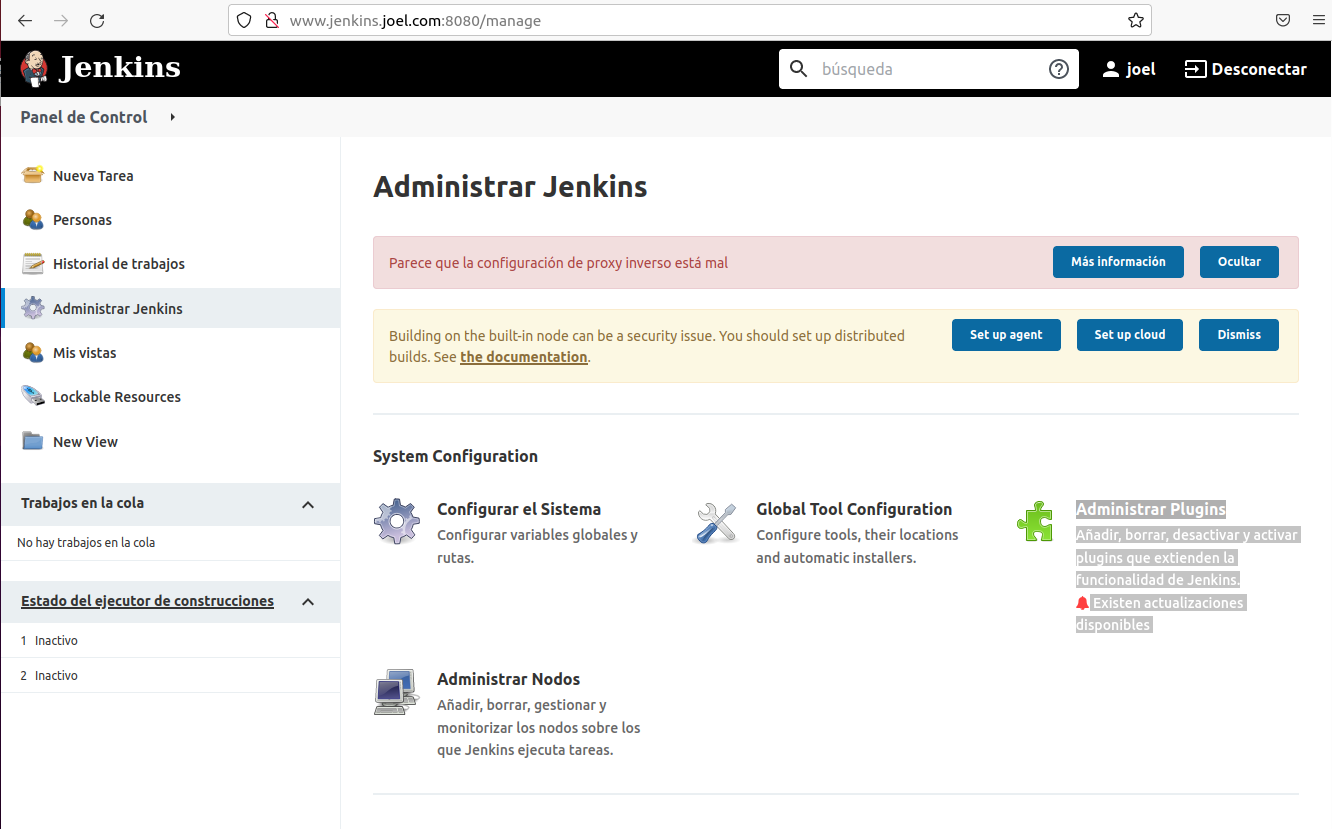 www.jenkins.joel.com:8080/manage
Jenkins
búsqueda
joel
Desconectar
Panel de Control
Nueva Tarea
Personas
Historial de trabajos
Administrar Jenkins
Mis vistas
Lockable Resources
New View
Trabajos en la cola
No hay trabajos en la cola
Estado del ejecutor de construcciones
1 Inactivo
2 Inactivo
Administrar Jenkins
Parece que la configuración de proxy inverso está mal
Más información
Ocultar
Building on the built-in node can be a security issue. You should set up distributed
builds. See the documentation.
Set up agent
Set up cloud
Dismiss
System Configuration
Configurar el Sistema
Configurar variables globales y
rutas.
Global Tool Configuration
Configure tools, their locations
and automatic installers.
Administrar Plugins
Añadir, borrar, desactivar y activar
plugins que extienden la
funcionalidad de Jenkins.
Existen actualizaciones
disponibles
Administrar Nodos
Añadir, borrar, gestionar y
monitorizar los nodos sobre los
que Jenkins ejecuta tareas.